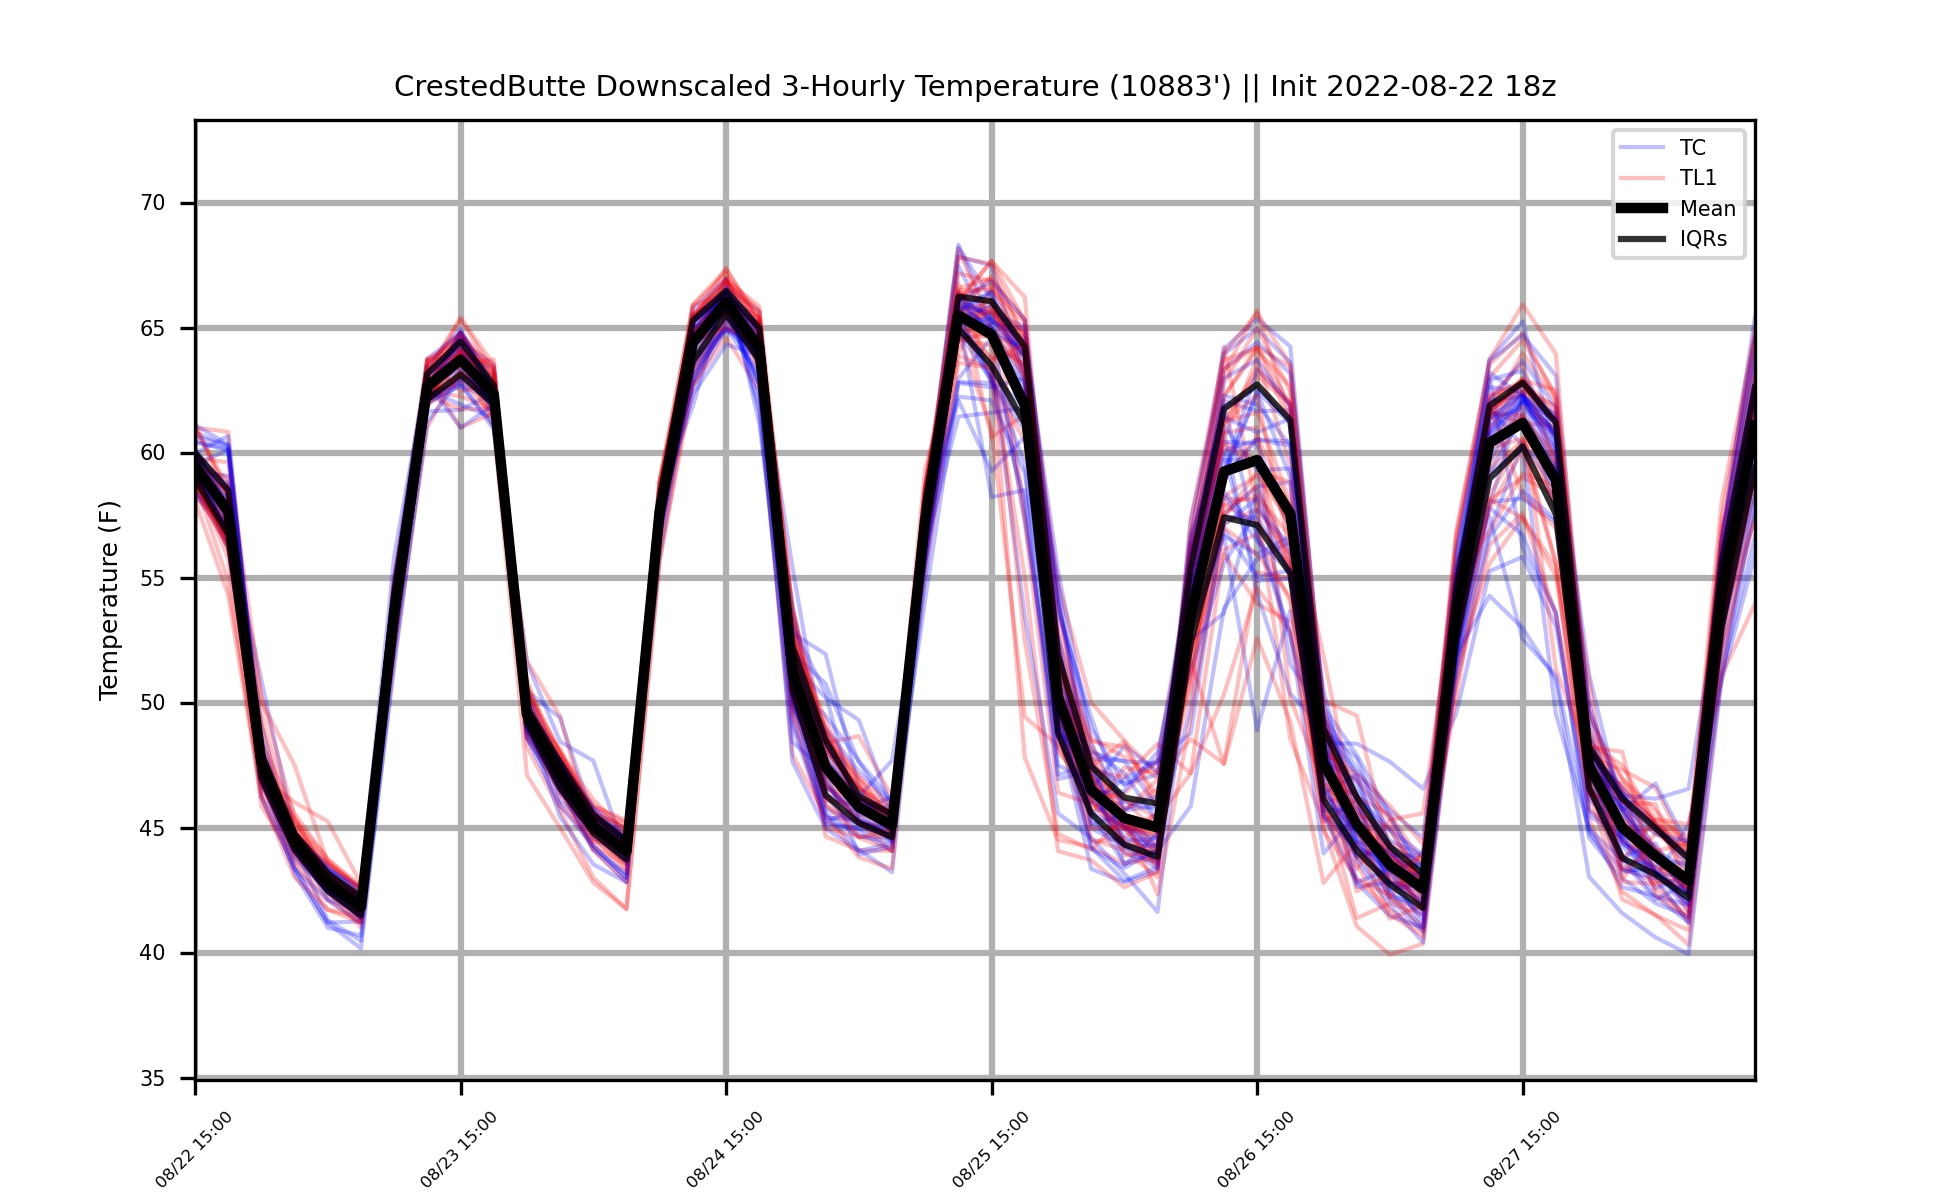 CrestedButte Downscaled 3-Hourly Temperature (10883') || Init 2022-08-22 18z
TC
TL1
Mean
IQRs
Temperature (F)
70
65
60
55
50
45
40
35
08/22 15:00
08/23 15:00
08/24 15:00
08/25 15:00
08/26 15:00
08/27 15:00